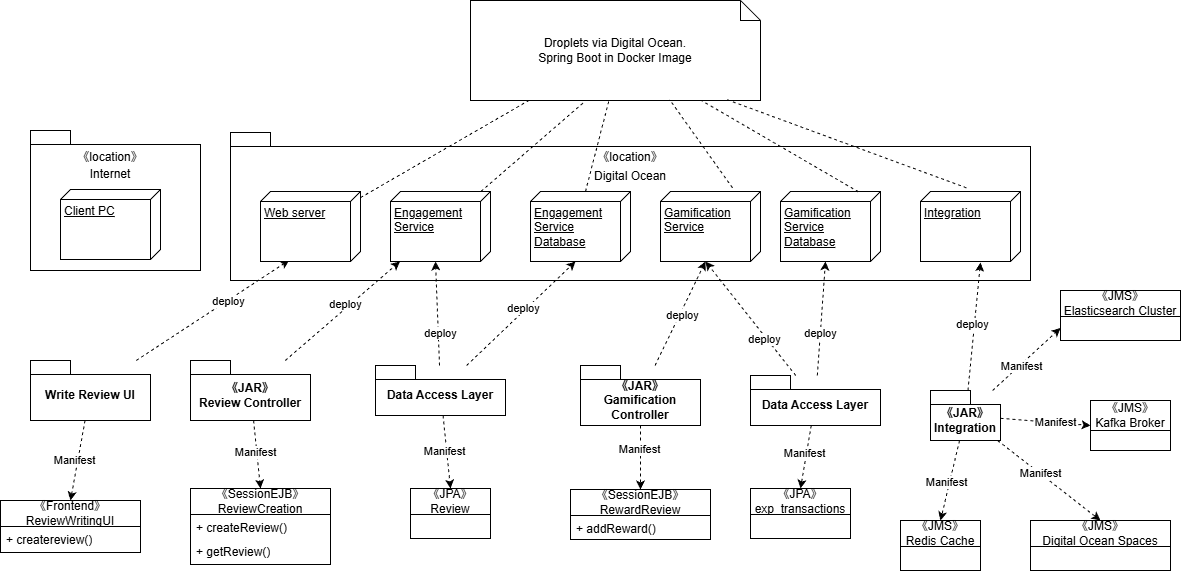 Droplets via Digital Ocean.
Spring Boot in Docker Image
《location》
Internet
Client PC
《location》
Digital Ocean
Web server
Engagement
Service
Engagement
Service
Database
Gamification
Service
Gamification
Service
Database
Integration
deploy
deploy
deploy
deploy
deploy
deploy
deploy
deploy
Write Review UI
《JAR》
Review Controller
Data Access Layer
《JAR》
Gamification
Controller
Data Access Layer
《JAR》
Integration
Manifest
Manifest
Manifest
Manifest
Manifest
Manifest
Manifest
Manifest
Manifest
《JMS》
Elasticsearch Cluster
《JMS》
Kafka Broker
《Frontend》
ReviewWritingUI
+ createreview()
《SessionEJB》
ReviewCreation
+ createReview()
+ getReview()
《JPA》
Review
《SessionEJB》
RewardReview
+ addReward()
《JPA》
exp_transactions
《JMS》
Redis Cache
《JMS》
Digital Ocean Spaces